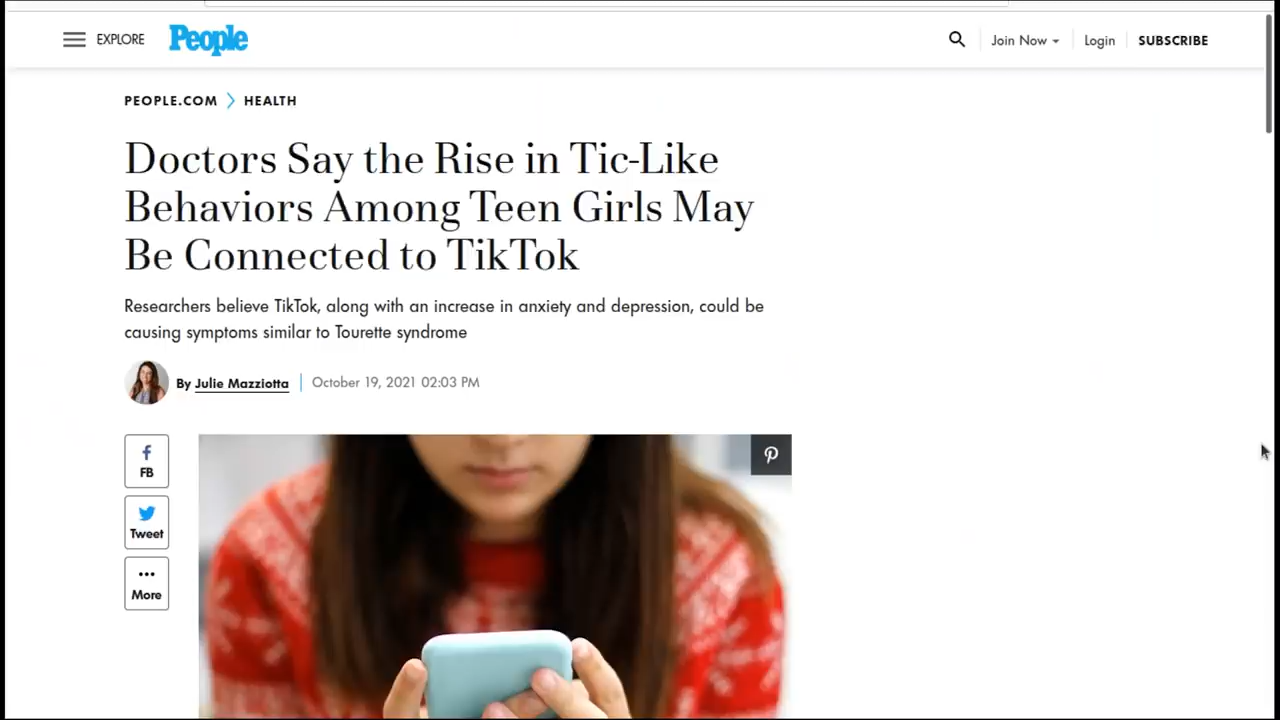 EXPLORE People Join Now Login SUBSCRIBE
PEOPLE.COM HEALTH
Doctors Say the Rise in Tic-Like
Behaviors Among Teen Girls May
Be Connected to TikTok
Researchers believe TikTok, along with an increase in anxiety and depression, could be
causing symptoms similar to Tourette syndrome
By Julie Mazziotta October 19, 2021 02:03 PM
FB
Tweet
More